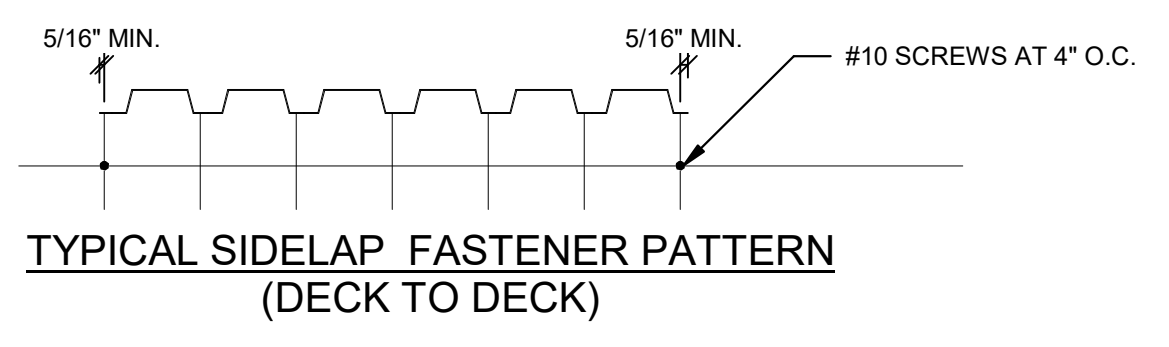 5/16" MIN.
5/16" MIN.
#10 SCREWS AT 4" O.C.
TYPICAL SIDELAP FASTENER PATTERN
(DECK TO DECK)